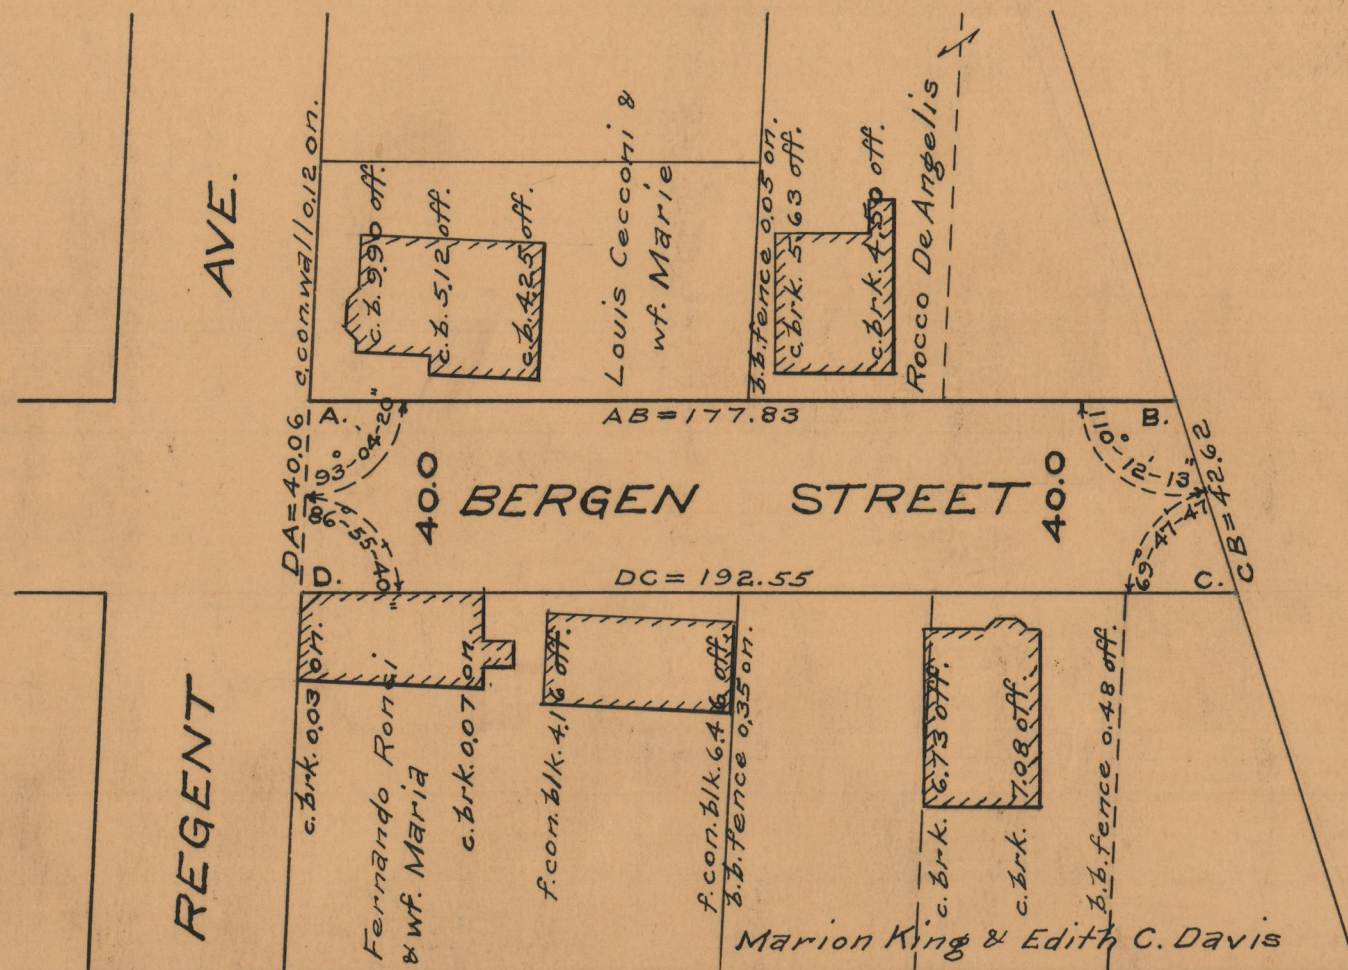 AVE.
c.con.wall 0.12 on.
c.b. 9.90 off.
c.b. 5.12 off.
c.b. 4.25 off.
Louis Cecconi &
wf. Marie
b.b. fence 0.05 on.
c.brk. 5.63 off.
c.brk. 4.50 off.
Rocco DeAngelis
A.
AB = 177.83
B.
93°-04'-20"
110°-12'-13"
DA = 40.06
40.0
BERGEN STREET
40.0
CB = 42.62
86°-55'-40"
69°-47'-47"
D.
DC = 192.55
C.
REGENT
c.brk. 0.03 on.
Fernando Ronsi
& wf. Maria
c.brk. 0.07 on.
f.con.blk. 4.16 off.
f.con.blk. 6.46 off.
b.b. fence 0.35 on.
c.brk. 6.73 off.
c.brk. 7.08 off.
b.b. fence 0.48 off.
Marion King & Edith C. Davis